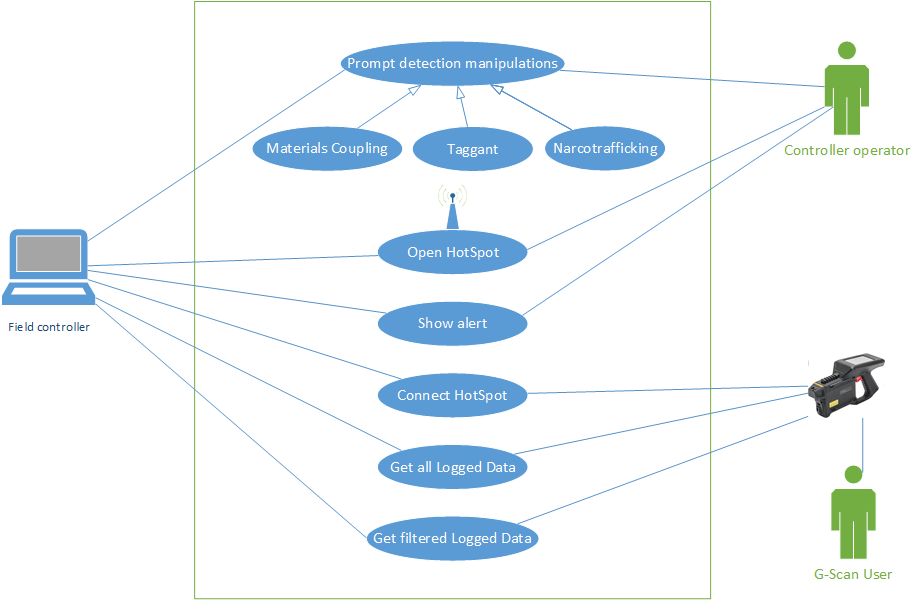 Prompt detection manipulations
Materials Coupling
Taggant
Narcotrafficking
Controller operator
Open HotSpot
Field controller
Show alert
Connect HotSpot
Get all Logged Data
Get filtered Logged Data
G-Scan User